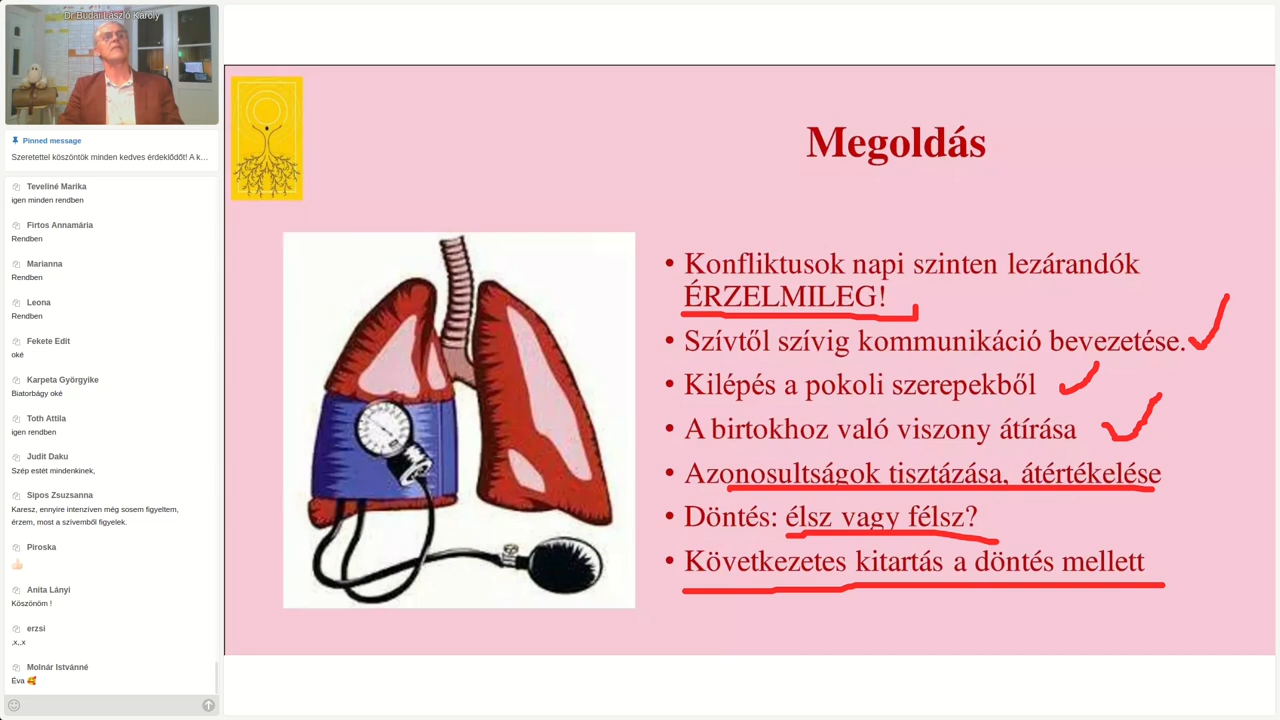 Dr Budai László Károly
Pinned message
Szeretettel köszöntök minden kedves érdeklődőt! A k...
Teveliné Marika
igen minden rendben
Firtos Annamária
Rendben
Marianna
Rendben
Leona
Rendben
Fekete Edit
oké
Karpeta Györgyike
Biatorbágy oké
Toth Attila
igen rendben
Judit Daku
Szép estét mindenkinek,
Sipos Zsuzsanna
Karesz, ennyire intenzíven még sosem figyeltem,
érzem, most a szívemből figyelek.
Piroska
👍🏻
Anita Lányi
Köszönöm !
erzsi
,x,,x
Molnár Istvánné
Éva 🥰
Megoldás
• Konfliktusok napi szinten lezárandók
ÉRZELMILEG!
• Szívtől szívig kommunikáció bevezetése.
• Kilépés a pokoli szerepekből
• A birtokhoz való viszony átírása
• Azonosultságok tisztázása, átértékelése
• Döntés: élsz vagy félsz?
• Következetes kitartás a döntés mellett